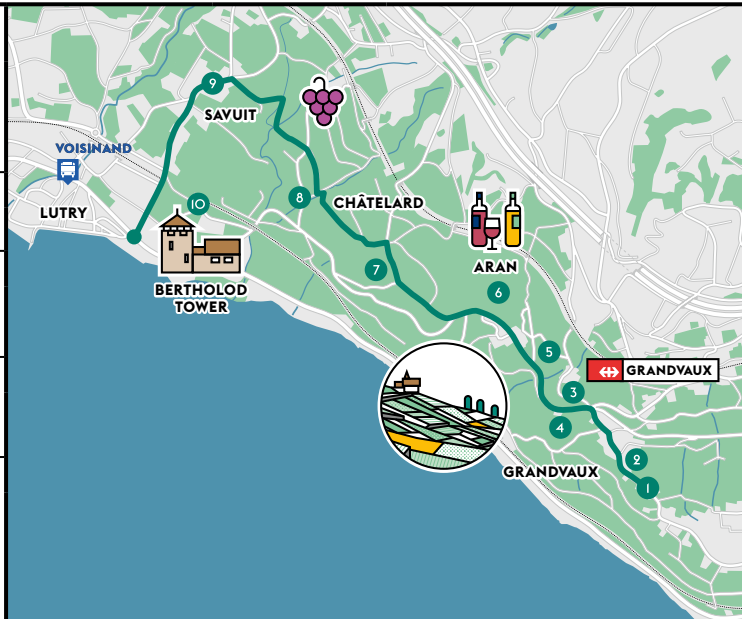 9
SAVUIT
VOISINAND
10
8
CHÂTELARD
LUTRY
7
ARAN
BERTHOLOD
TOWER
6
5
GRANDVAUX
3
4
GRANDVAUX
2
1